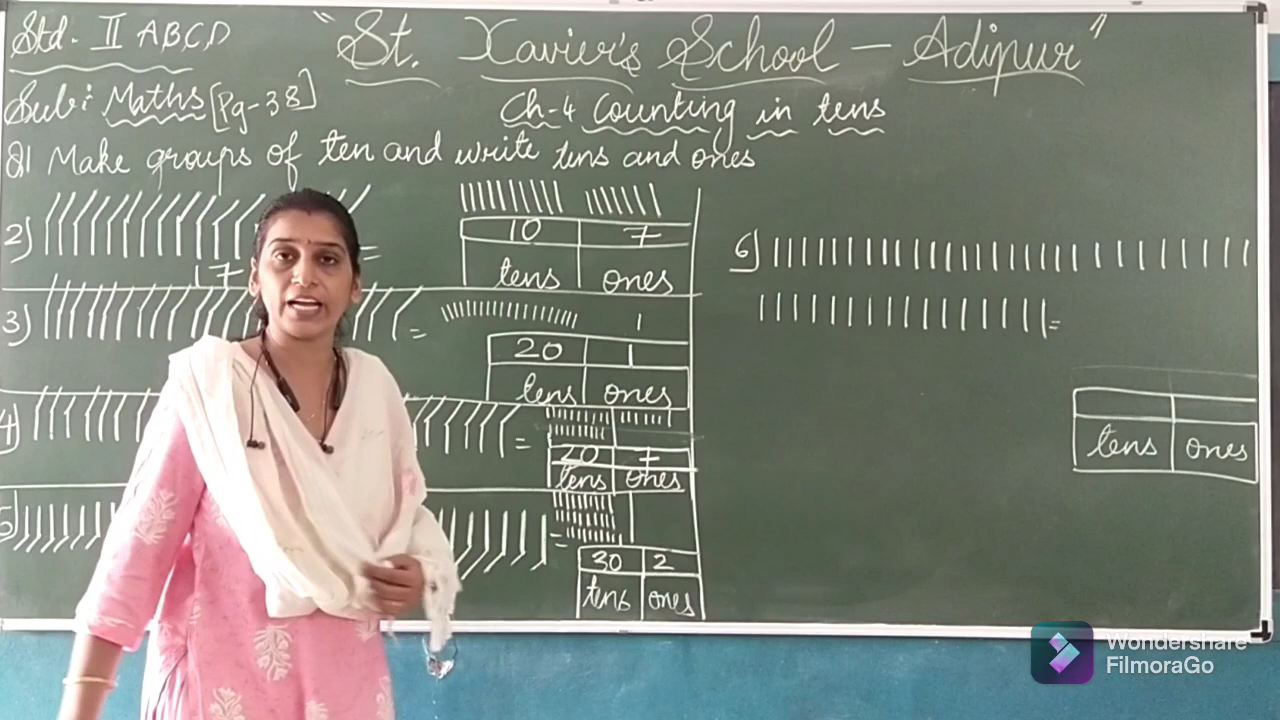 Std. II A,B,C,D
"St. Xavier's School - Adipur"
Sub: Maths [Pg-38]
Ch-4 Counting in tens
Q1 Make groups of ten and write tens and ones
2)
17
=
10 7
tens ones
3)
=
1
20 1
tens ones
4)
=
20 7
tens ones
5)
=
30 2
tens ones
6)
=
tens ones
Wondershare
FilmoraGo